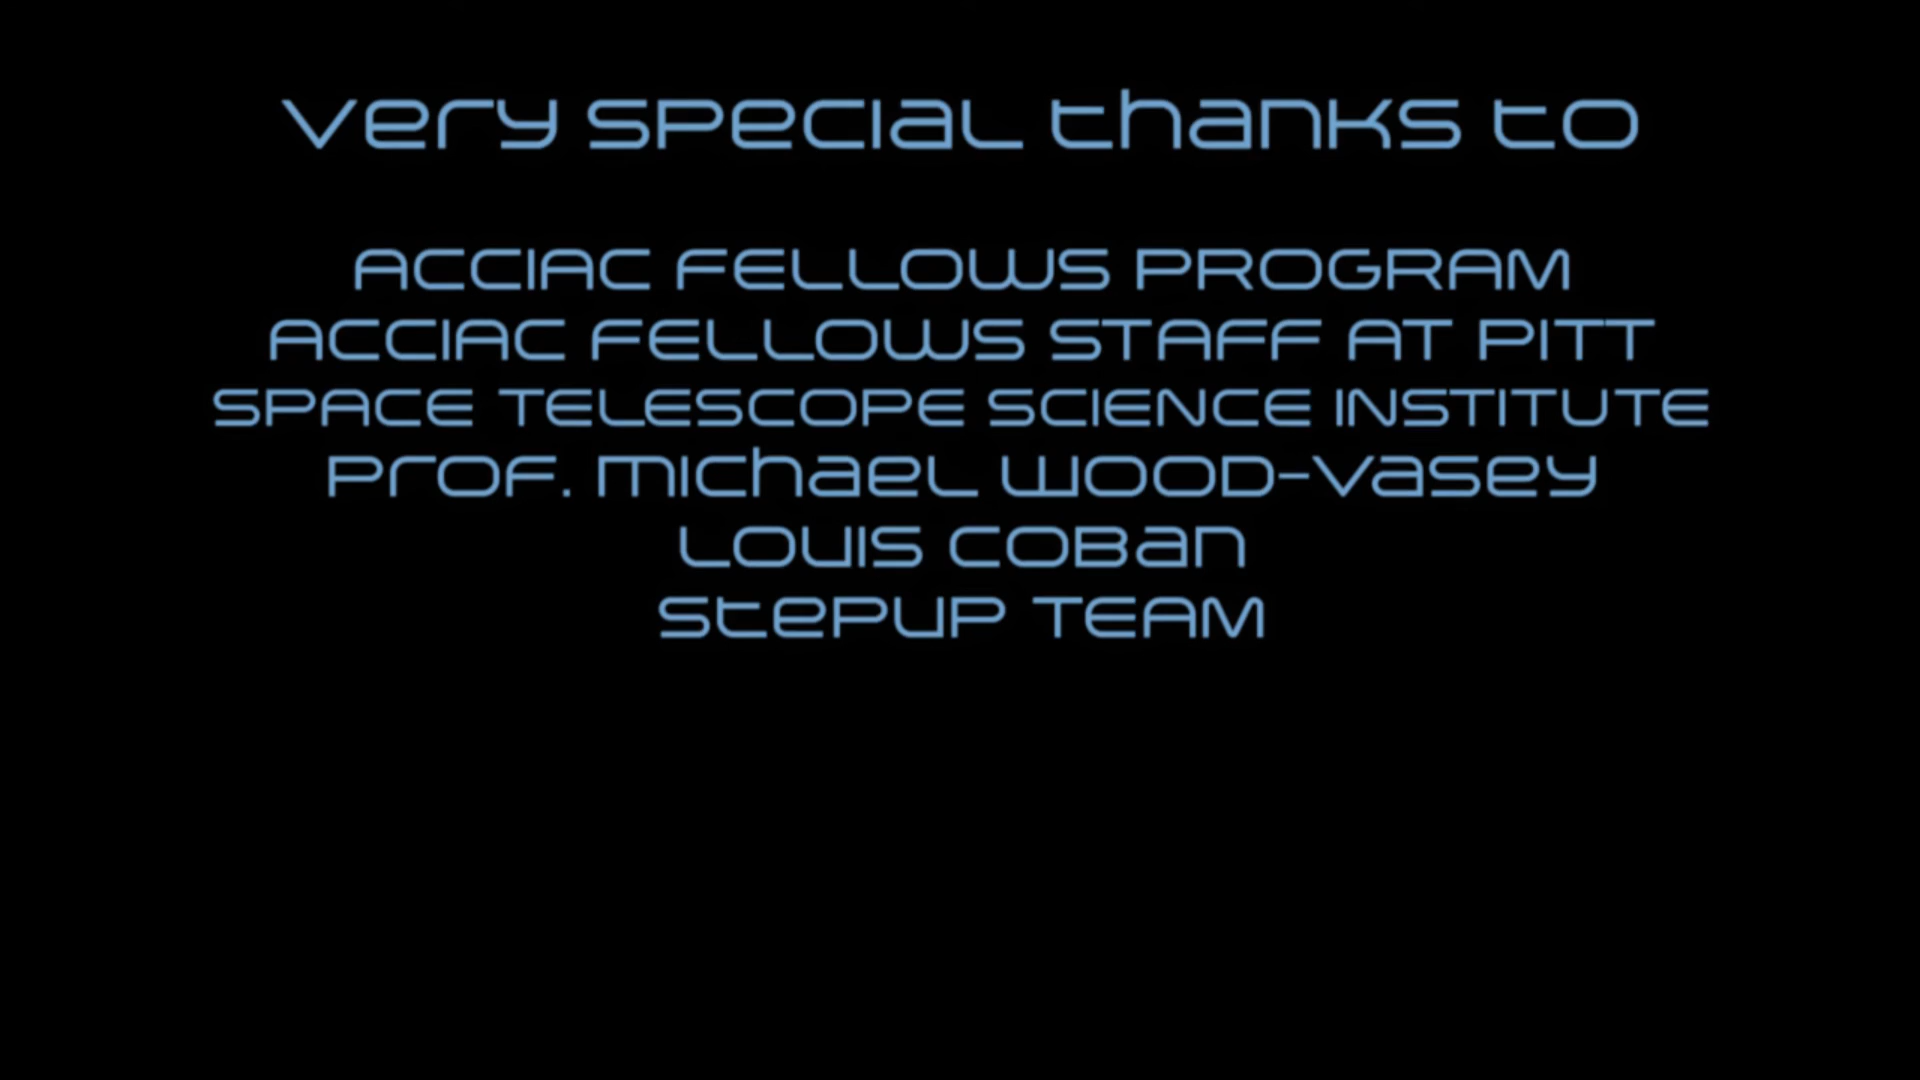 Very special thanks to
ACCIAC FELLOWS PROGRAM
ACCIAC FELLOWS STAFF AT PITT
SPACE TELESCOPE SCIENCE INSTITUTE
Prof. Michael Wood-Vasey
Louis Coban
StepUP TEAM